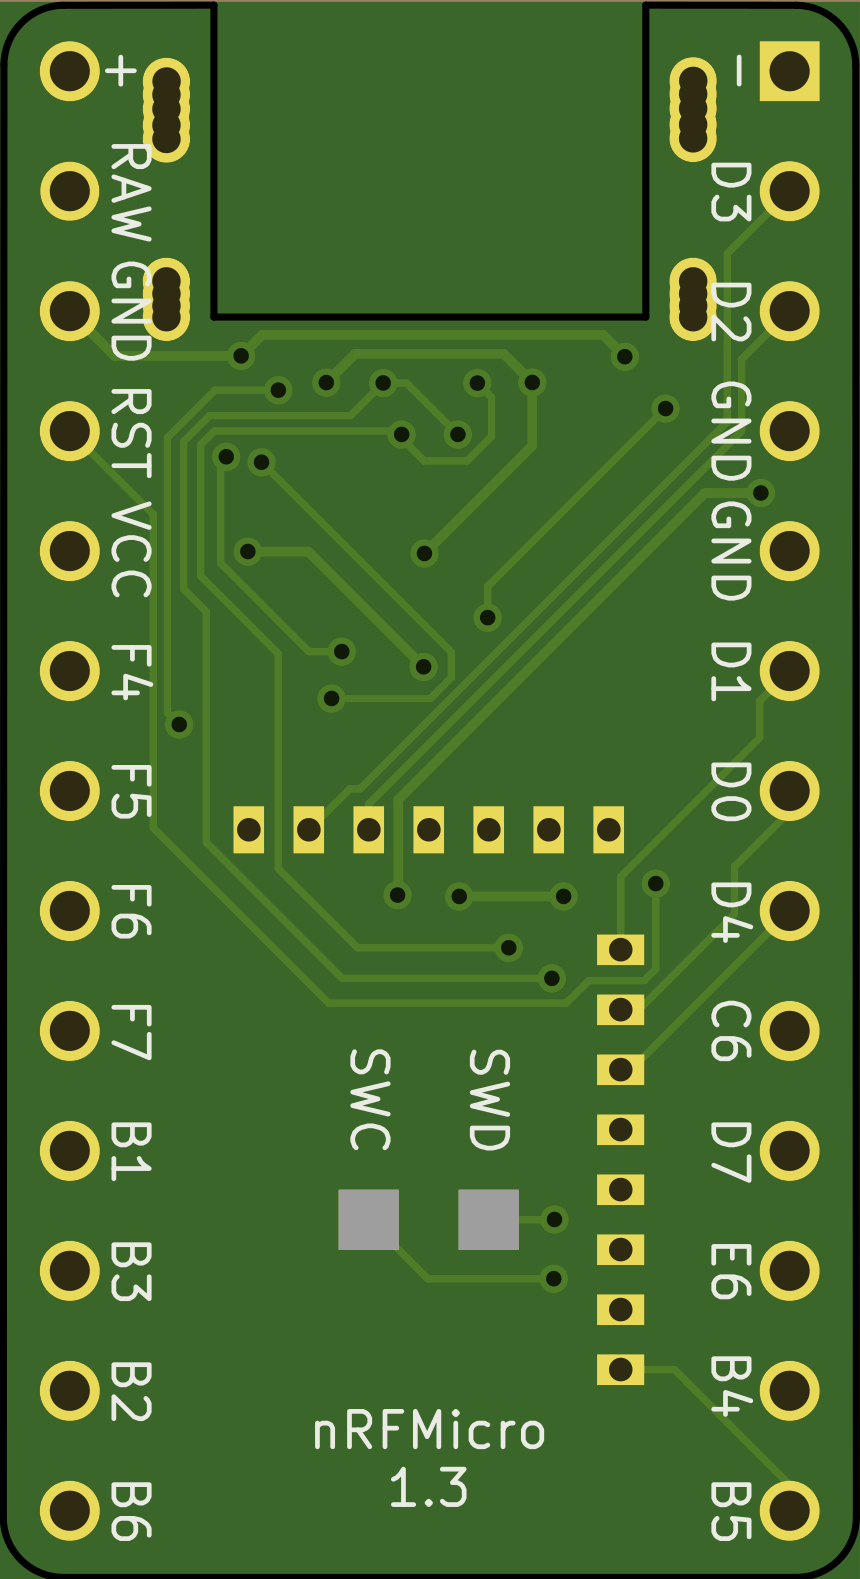 +
RAW
GND
RST
VCC
F4
F5
F6
F7
B1
B3
B2
B6
–
D3
D2
GND
GND
D1
D0
D4
C6
D7
E6
B4
B5
SWC
SWD
nRFMicro
1.3